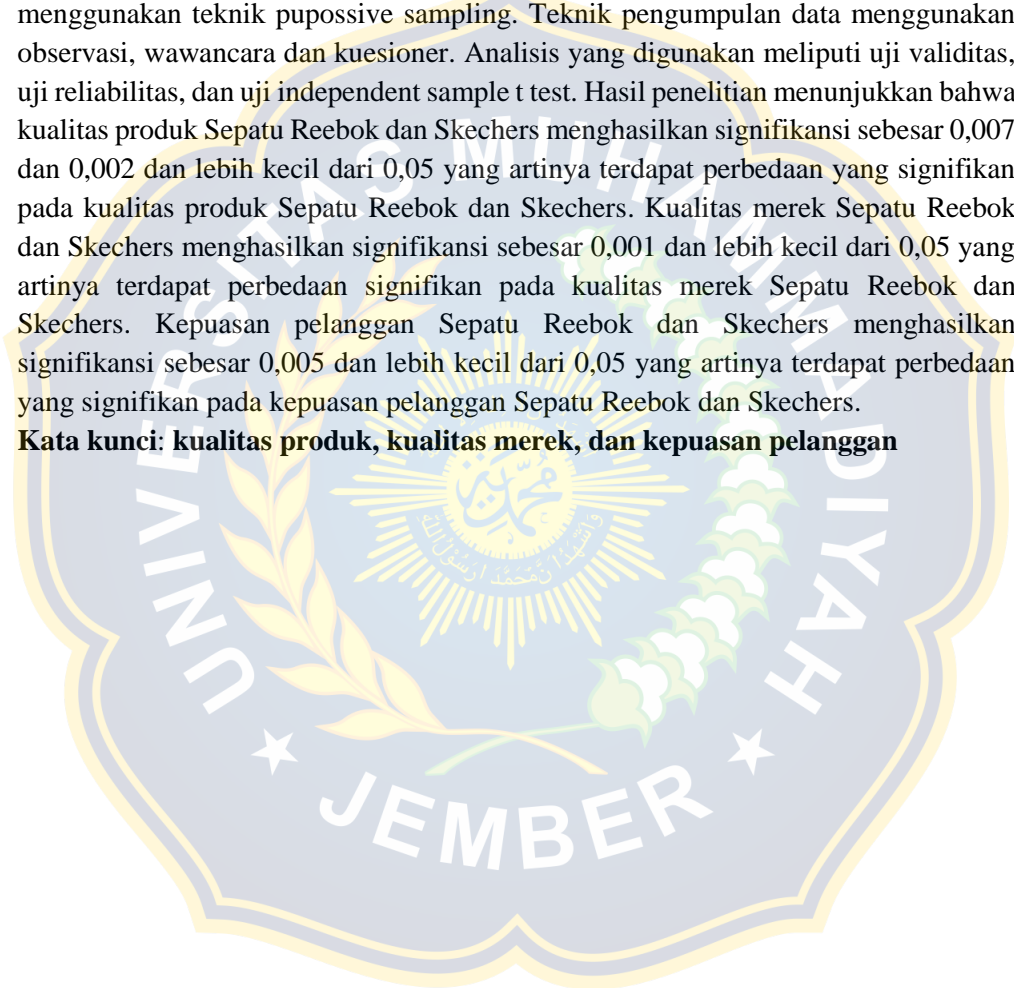 menggunakan teknik pupossive sampling. Teknik pengumpulan data menggunakan
observasi, wawancara dan kuesioner. Analisis yang digunakan meliputi uji validitas,
uji reliabilitas, dan uji independent sample t test. Hasil penelitian menunjukkan bahwa
kualitas produk Sepatu Reebok dan Skechers menghasilkan signifikansi sebesar 0,007
dan 0,002 dan lebih kecil dari 0,05 yang artinya terdapat perbedaan yang signifikan
pada kualitas produk Sepatu Reebok dan Skechers. Kualitas merek Sepatu Reebok
dan Skechers menghasilkan signifikansi sebesar 0,001 dan lebih kecil dari 0,05 yang
artinya terdapat perbedaan signifikan pada kualitas merek Sepatu Reebok dan
Skechers. Kepuasan pelanggan Sepatu Reebok dan Skechers menghasilkan
signifikansi sebesar 0,005 dan lebih kecil dari 0,05 yang artinya terdapat perbedaan
yang signifikan pada kepuasan pelanggan Sepatu Reebok dan Skechers.
Kata kunci: kualitas produk, kualitas merek, dan kepuasan pelanggan
UNIVERSITAS MUHAMMADIYAH
JEMBER
محمد